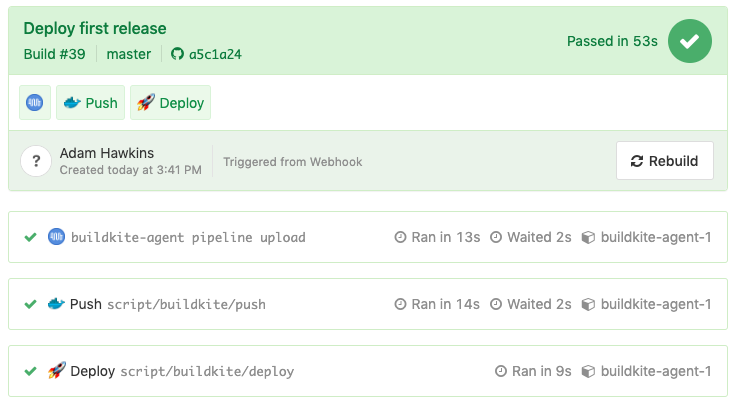 Deploy first release
Build #39 master a5c1a24
Passed in 53s
Push Deploy
? Adam Hawkins
Created today at 3:41 PM
Triggered from Webhook
Rebuild
buildkite-agent pipeline upload Ran in 13s Waited 2s buildkite-agent-1
Push script/buildkite/push Ran in 14s Waited 2s buildkite-agent-1
Deploy script/buildkite/deploy Ran in 9s buildkite-agent-1